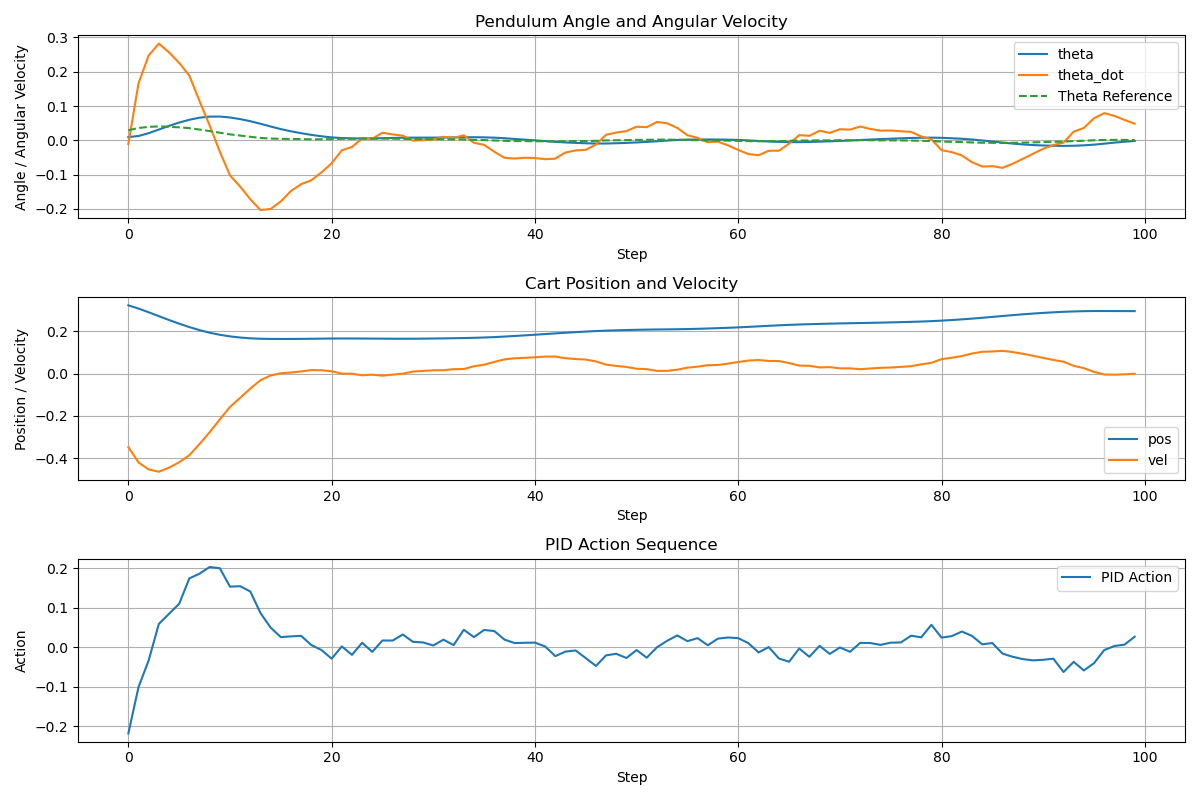 Pendulum Angle and Angular Velocity
Angle / Angular Velocity
0.3
0.2
0.1
0.0
−0.1
−0.2
theta
theta_dot
Theta Reference
0 20 40 60 80 100
Step
Cart Position and Velocity
Position / Velocity
0.2
0.0
−0.2
−0.4
pos
vel
0 20 40 60 80 100
Step
PID Action Sequence
Action
0.2
0.1
0.0
−0.1
−0.2
PID Action
0 20 40 60 80 100
Step